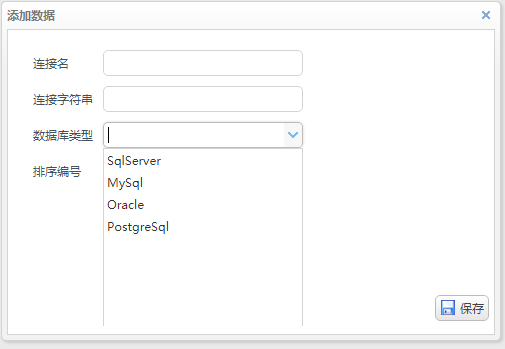 添加数据
连接名
连接字符串
数据库类型
SqlServer
排序编号
MySql
Oracle
PostgreSql
保存